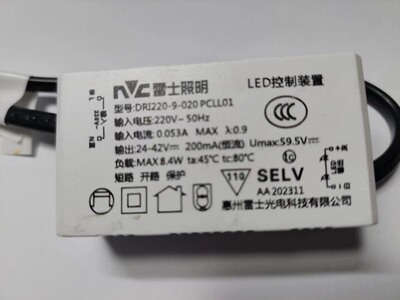 NVC 雷士照明
LED控制装置
型号:DRI220-9-020 PCLL01
输入电压:220V~50Hz
输入电流:0.053A MAX λ0.9
输出:24-42V⎓ 200mA(恒流) Umax:59.5V⎓
负载:MAX 8.4W ta:45℃ tc:80℃
短路 开路 保护
110
SELV
AA 202311
惠州雷士光电科技有限公司